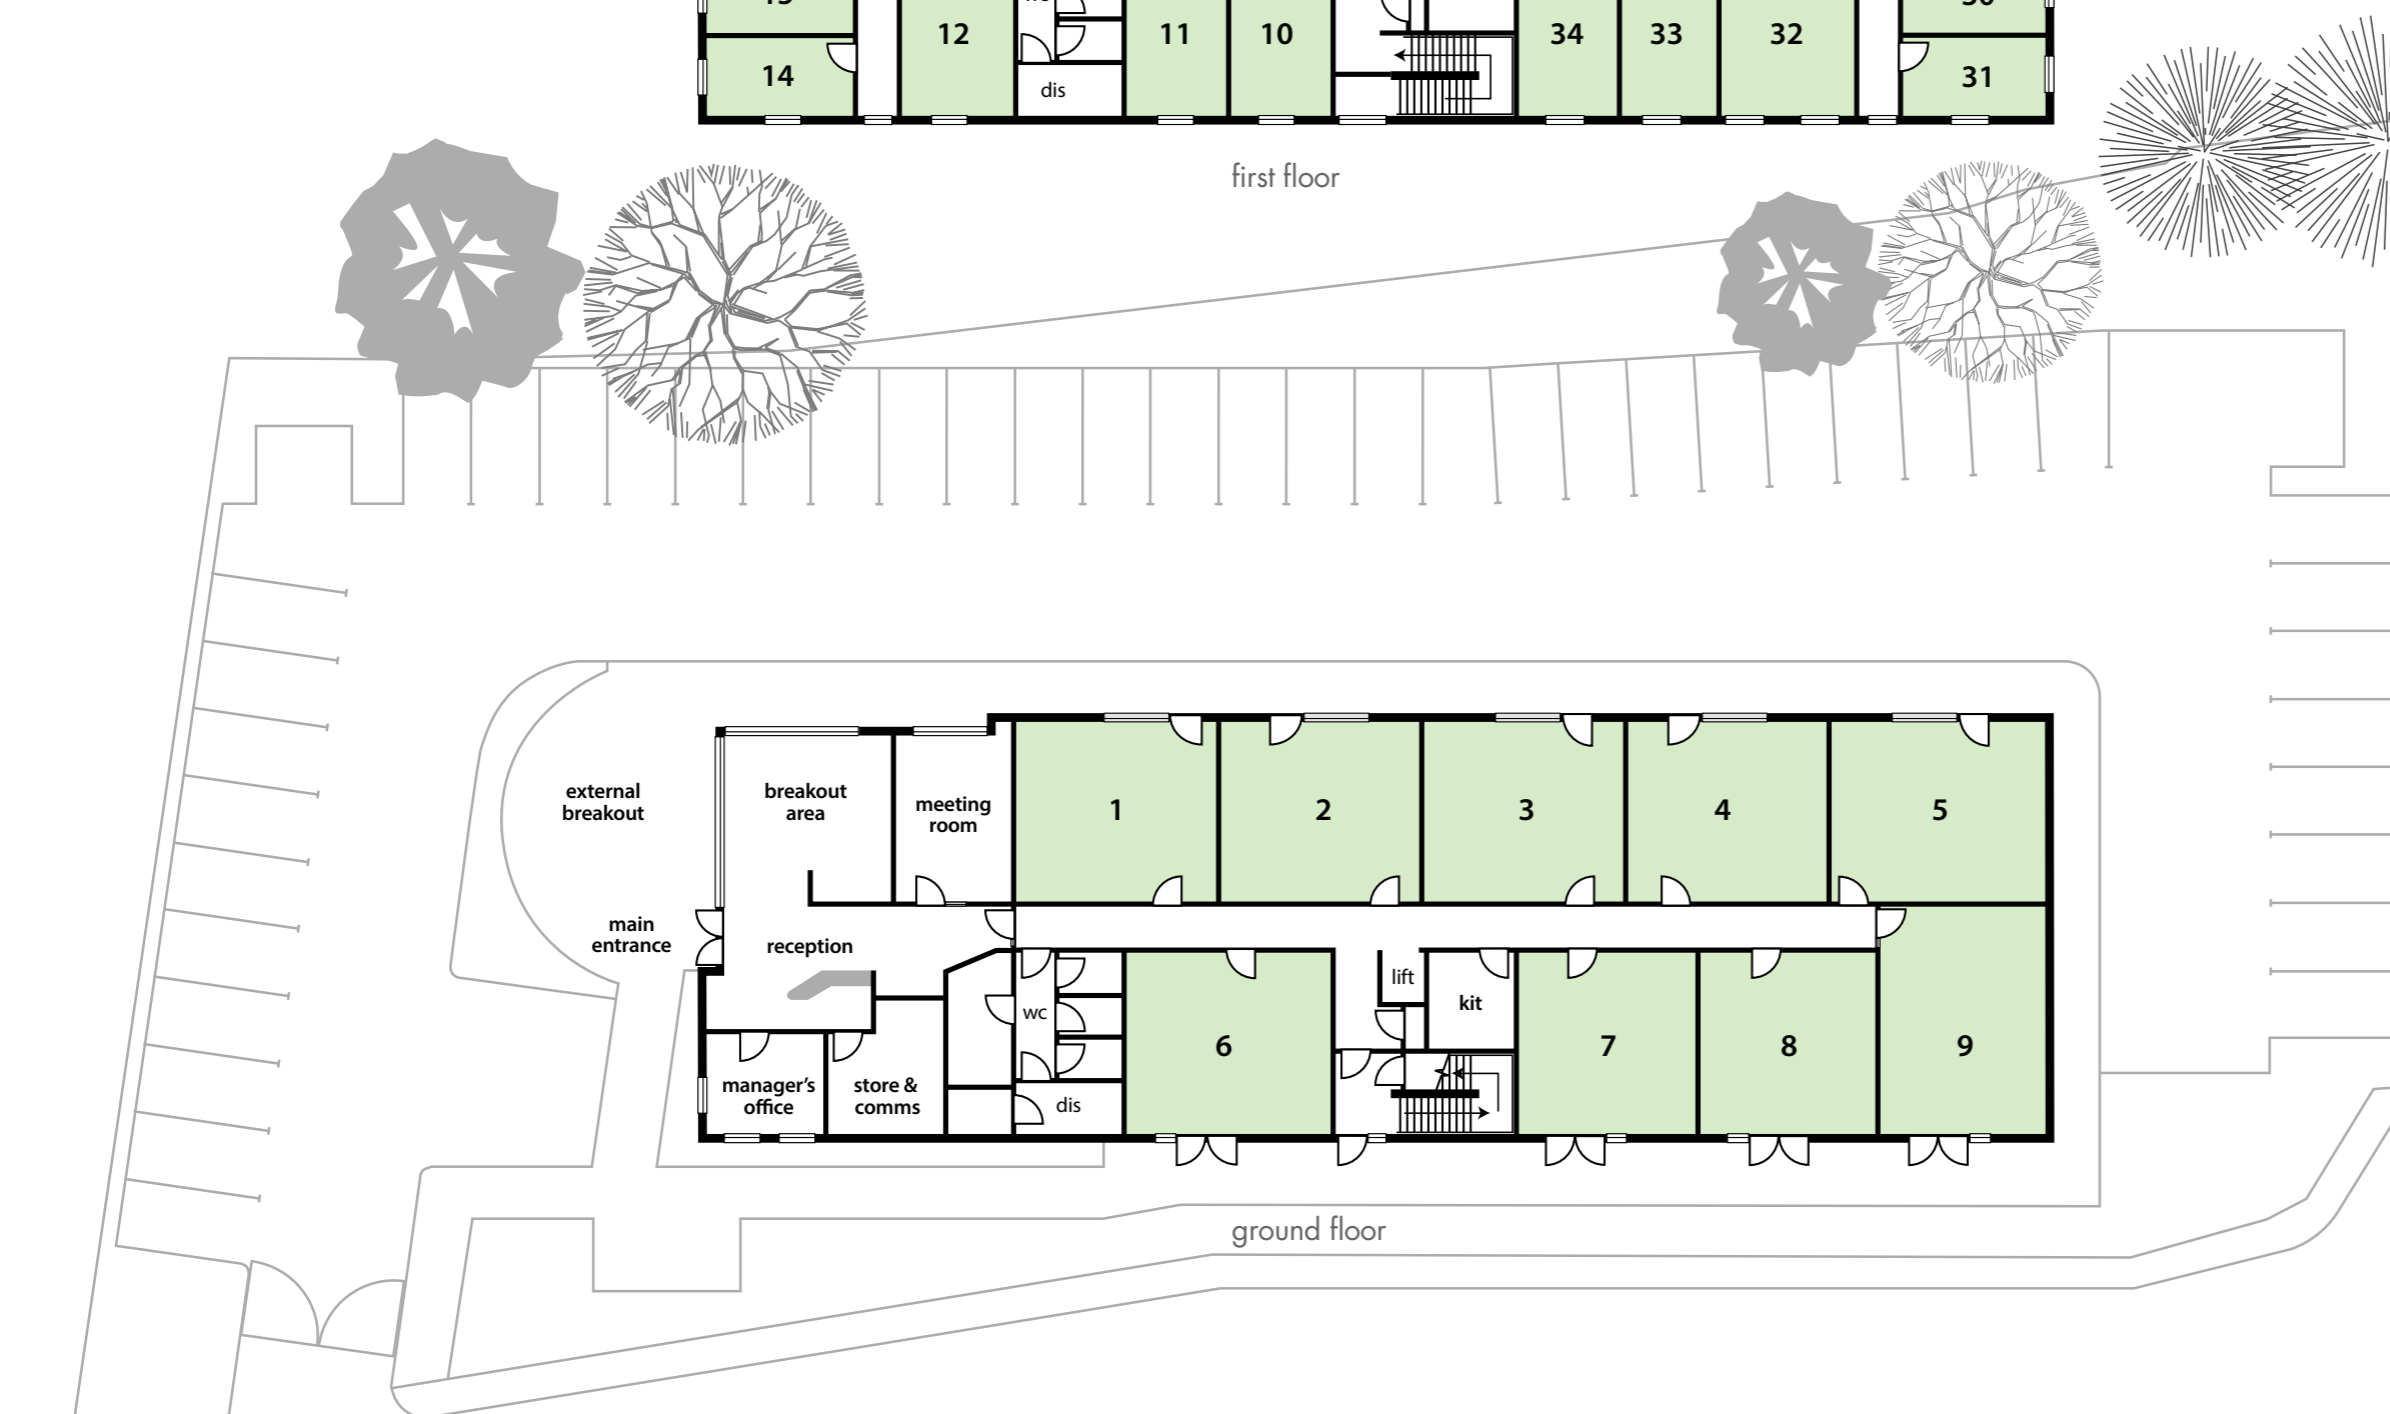 12
11
10
34
33
32
14
31
dis
first floor
external
breakout
breakout
area
meeting
room
1
2
3
4
5
main
entrance
reception
lift
kit
wc
6
7
8
9
manager's
office
store &
comms
dis
ground floor